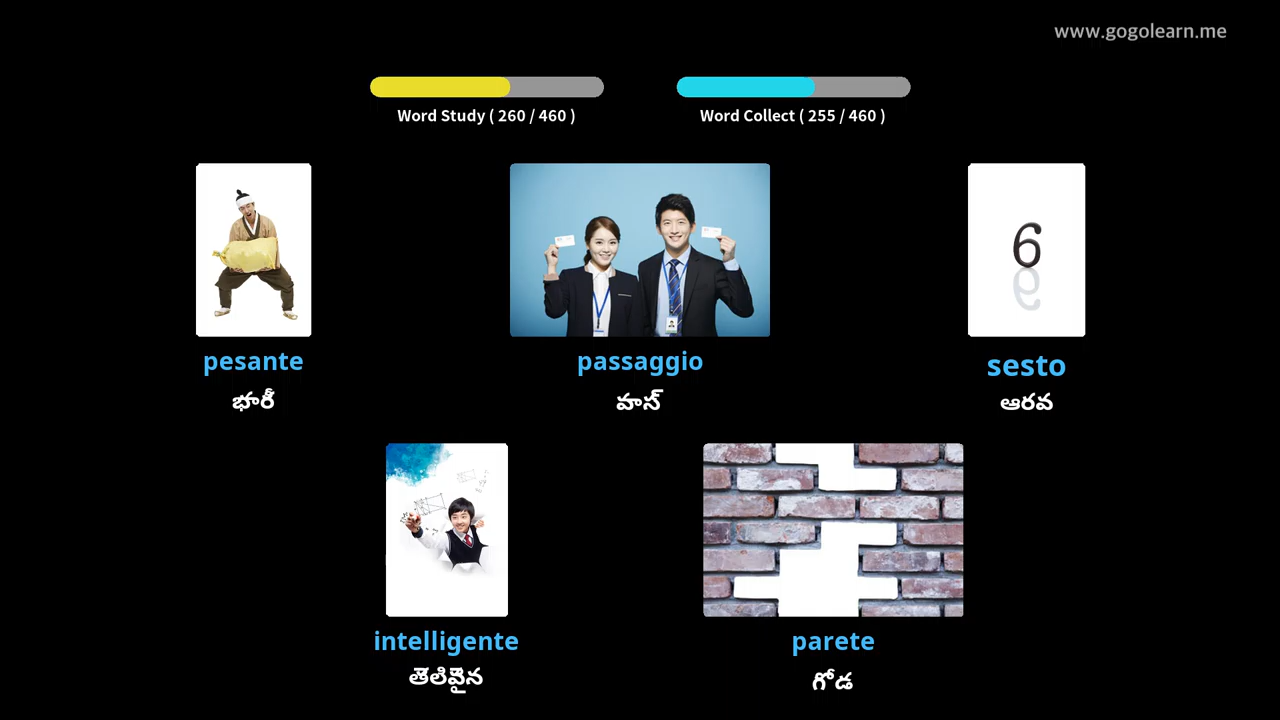 www.gogolearn.me
Word Study ( 260 / 460 )
Word Collect ( 255 / 460 )
pesante
భారీ
passaggio
హాస్
sesto
ఆరవ
6
intelligente
తెలివైన
parete
గోడ